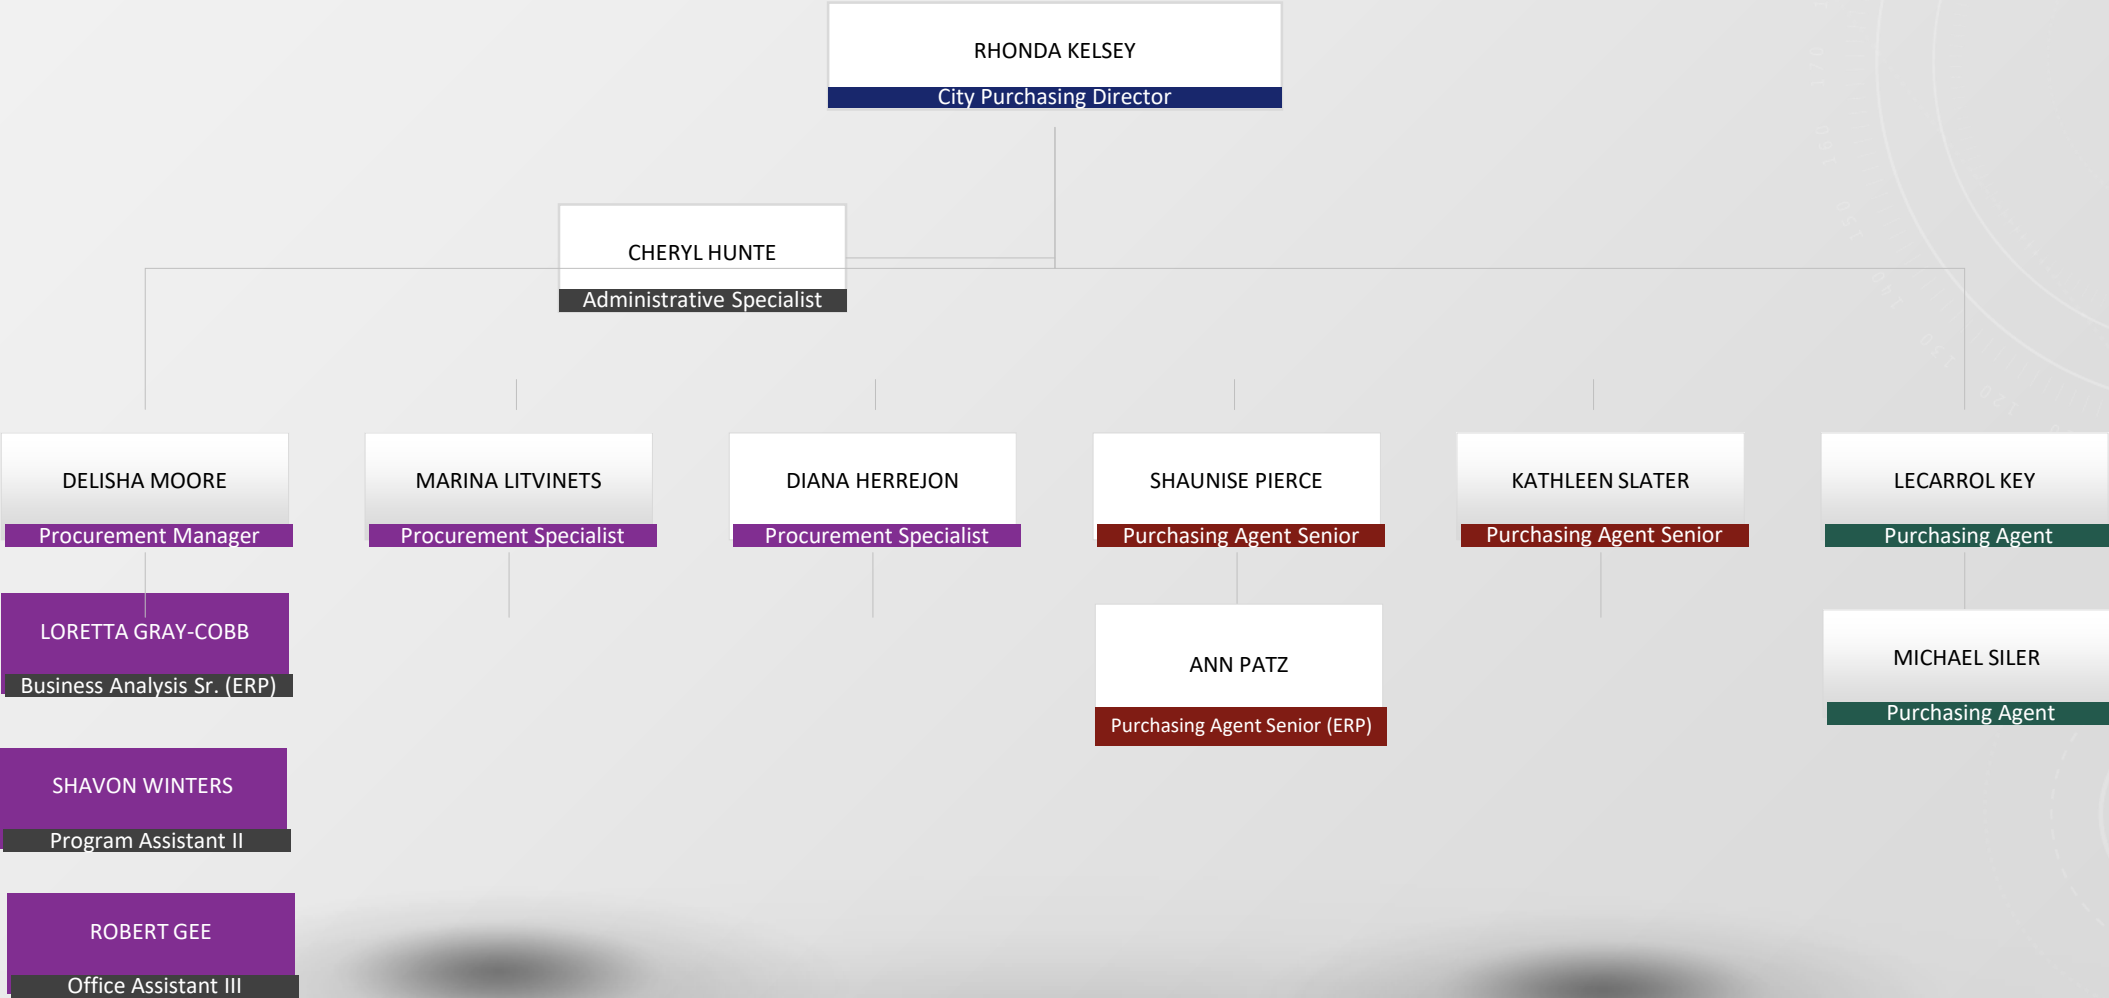 RHONDA KELSEY
City Purchasing Director
CHERYL HUNTE
Administrative Specialist
DELISHA MOORE
Procurement Manager
MARINA LITVINETS
Procurement Specialist
DIANA HERREJON
Procurement Specialist
SHAUNISE PIERCE
Purchasing Agent Senior
KATHLEEN SLATER
Purchasing Agent Senior
LECARROL KEY
Purchasing Agent
LORETTA GRAY-COBB
Business Analysis Sr. (ERP)
ANN PATZ
Purchasing Agent Senior (ERP)
MICHAEL SILER
Purchasing Agent
SHAVON WINTERS
Program Assistant II
ROBERT GEE
Office Assistant III